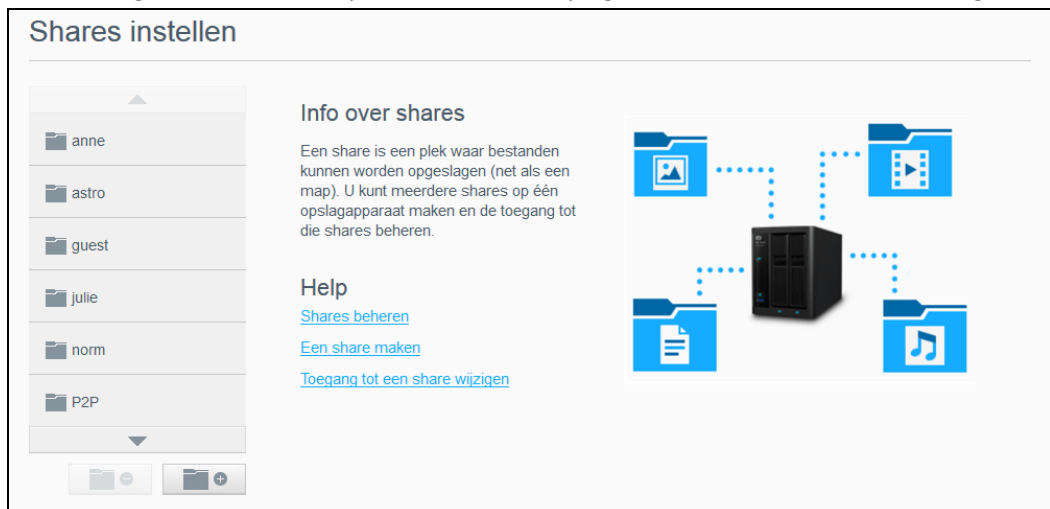 Shares instellen
anne
astro
guest
julie
norm
P2P
Info over shares
Een share is een plek waar bestanden
kunnen worden opgeslagen (net als een
map). U kunt meerdere shares op één
opslagapparaat maken en de toegang tot
die shares beheren.
Help
Shares beheren
Een share maken
Toegang tot een share wijzigen